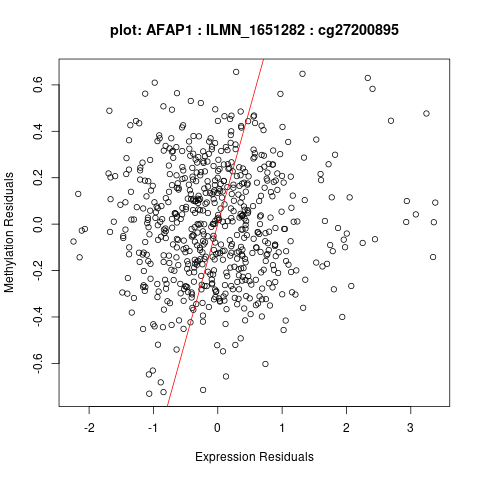 plot: AFAP1 : ILMN_1651282 : cg27200895
Methylation Residuals
0.6
0.4
0.2
0.0
-0.2
-0.4
-0.6
-2 -1 0 1 2 3
Expression Residuals